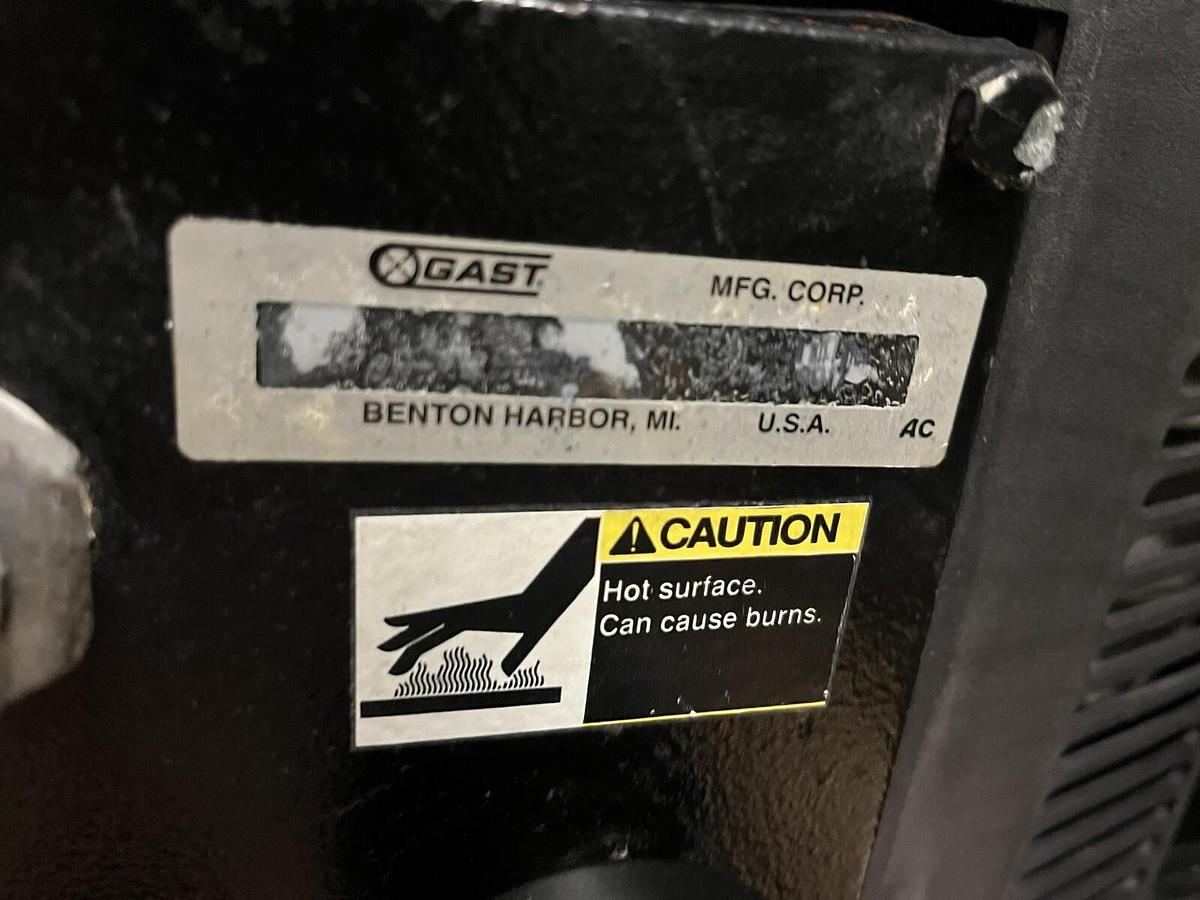 GAST MFG. CORP.
BENTON HARBOR, MI. U.S.A. AC
CAUTION
Hot surface.
Can cause burns.